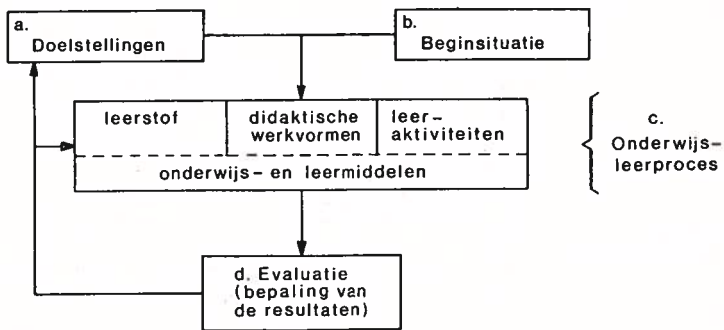 a.
Doelstellingen
b.
Beginsituatie
leerstof
didaktische
werkvormen
leer-
aktiviteiten
onderwijs- en leermiddelen
c.
Onderwijs-
leerproces
d. Evaluatie
(bepaling van
de resultaten)